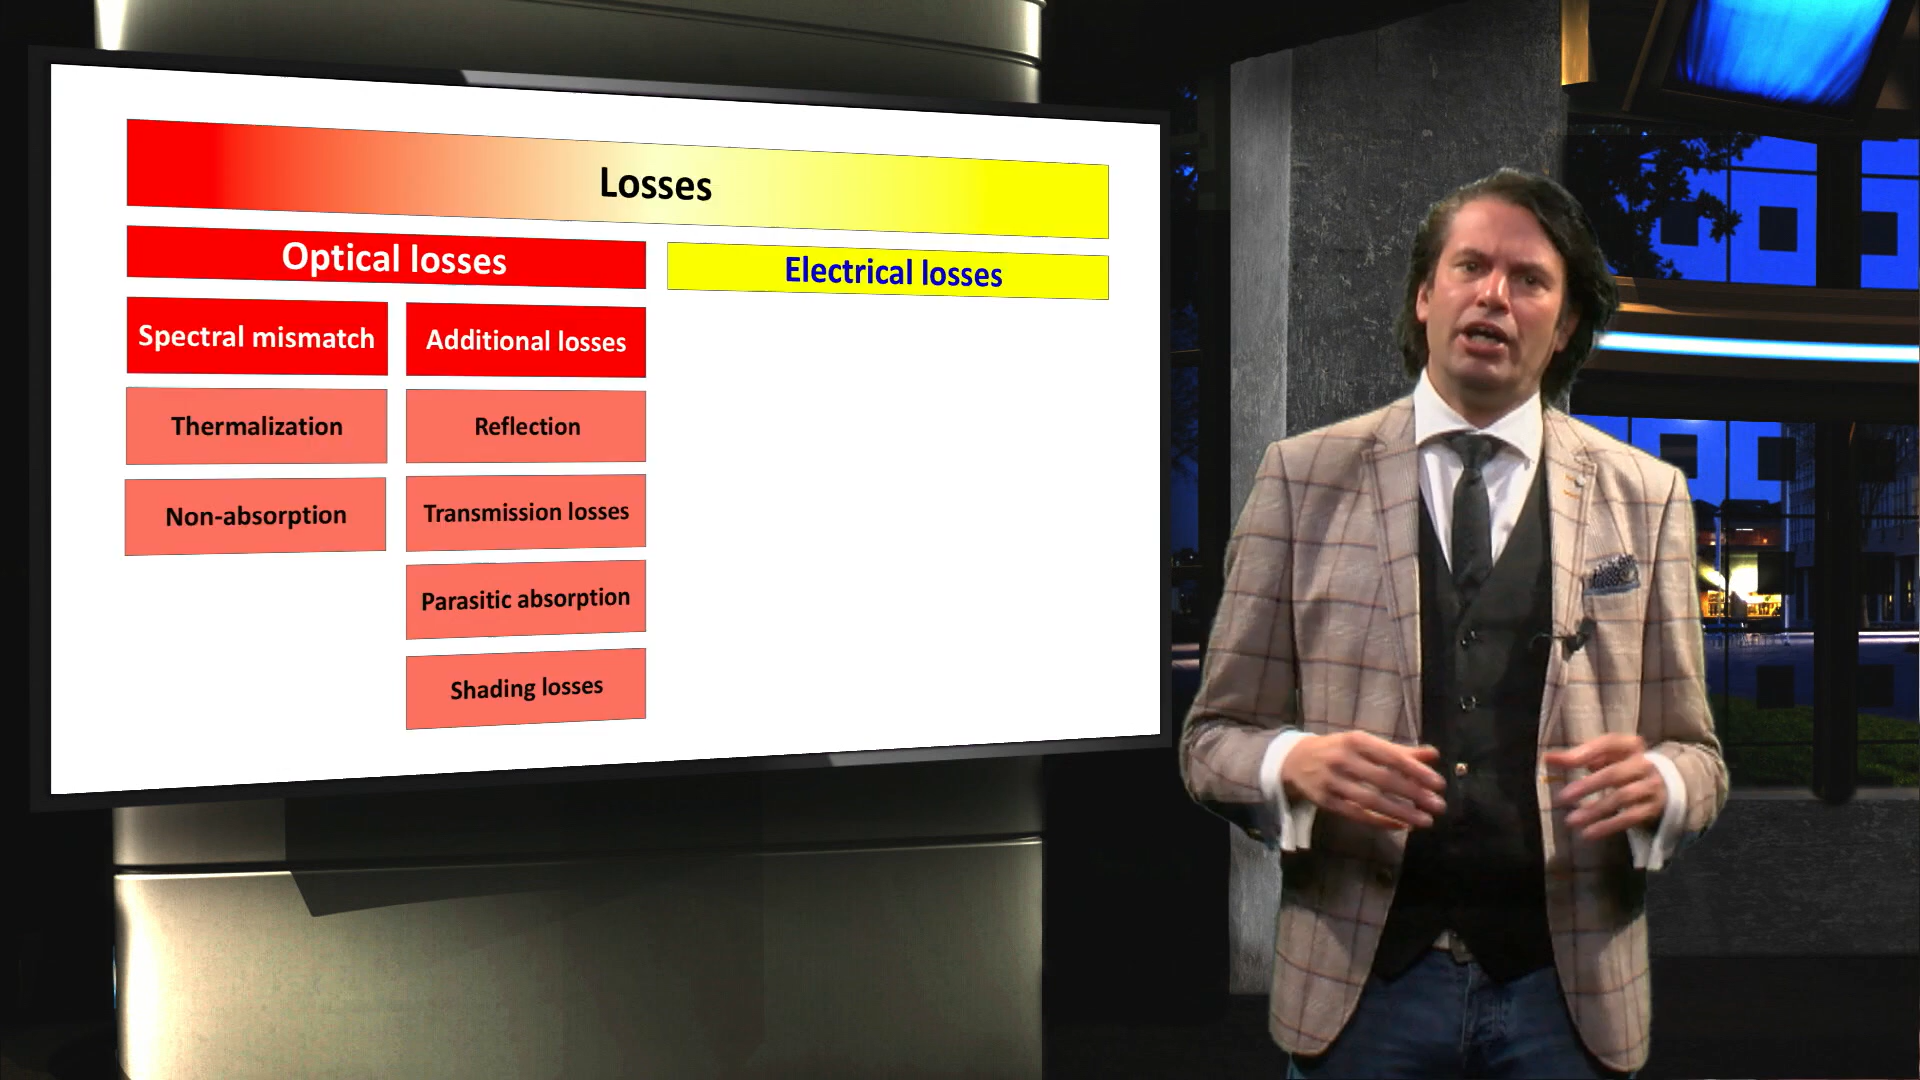 Losses
Optical losses
Electrical losses
Spectral mismatch
Additional losses
Thermalization
Reflection
Non-absorption
Transmission losses
Parasitic absorption
Shading losses